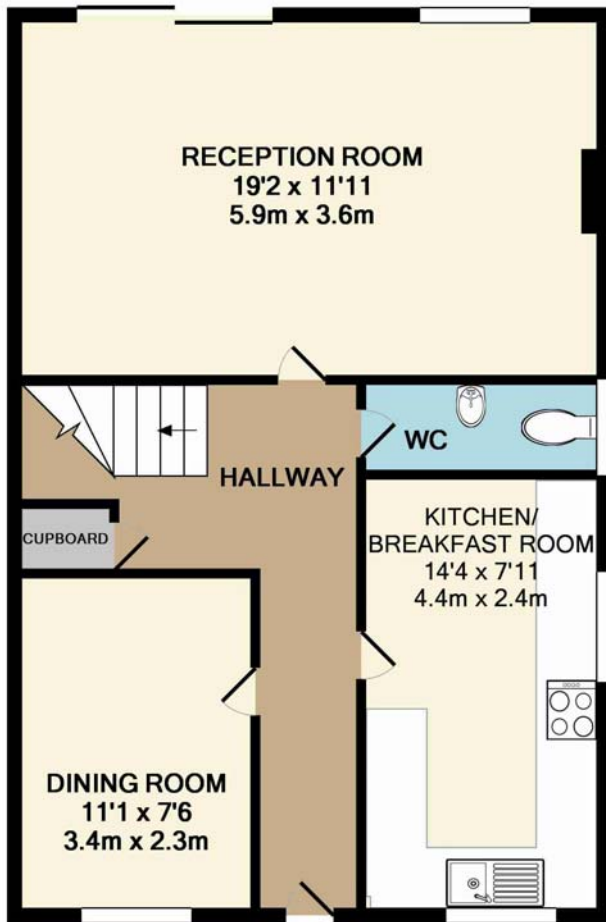 RECEPTION ROOM
19'2 x 11'11
5.9m x 3.6m
WC
HALLWAY
CUPBOARD
KITCHEN/
BREAKFAST ROOM
14'4 x 7'11
4.4m x 2.4m
DINING ROOM
11'1 x 7'6
3.4m x 2.3m